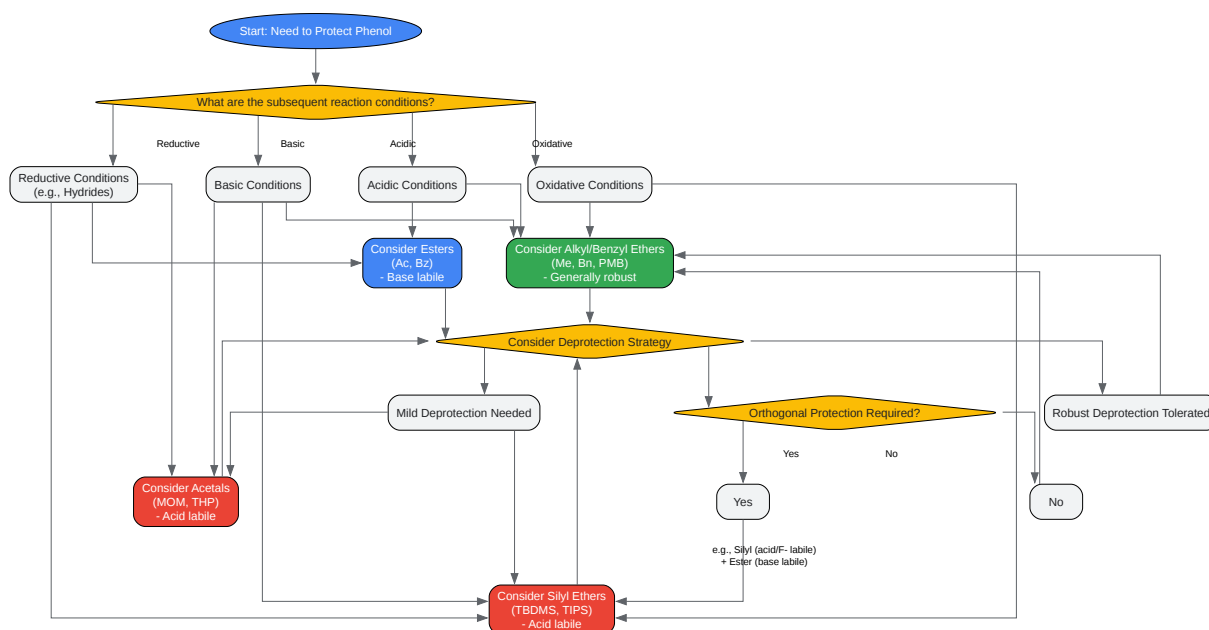 Start: Need to Protect Phenol
What are the subsequent reaction conditions?
Reductive
Basic
Acidic
Oxidative
Reductive Conditions
(e.g., Hydrides)
Basic Conditions
Acidic Conditions
Oxidative Conditions
Consider Esters
(Ac, Bz)
- Base labile
Consider Alkyl/Benzyl Ethers
(Me, Bn, PMB)
- Generally robust
Consider Deprotection Strategy
Mild Deprotection Needed
Orthogonal Protection Required?
Robust Deprotection Tolerated
Yes
No
Consider Acetals
(MOM, THP)
- Acid labile
Yes
No
e.g., Silyl (acid/F- labile)
+ Ester (base labile)
Consider Silyl Ethers
(TBDMS, TIPS)
- Acid labile